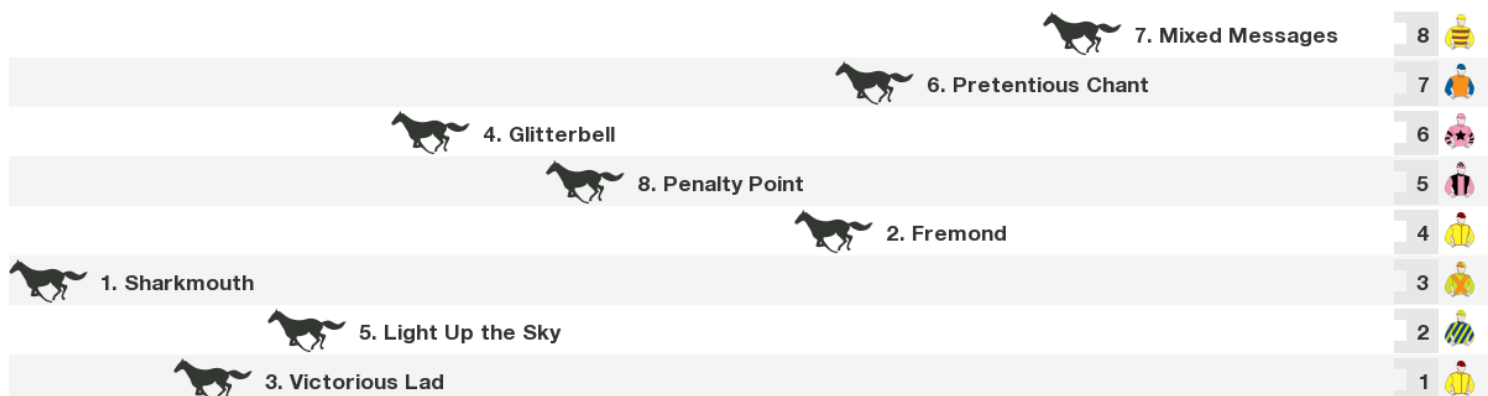 7. Mixed Messages 8
6. Pretentious Chant 7
4. Glitterbell 6
8. Penalty Point 5
2. Fremond 4
1. Sharkmouth 3
5. Light Up the Sky 2
3. Victorious Lad 1